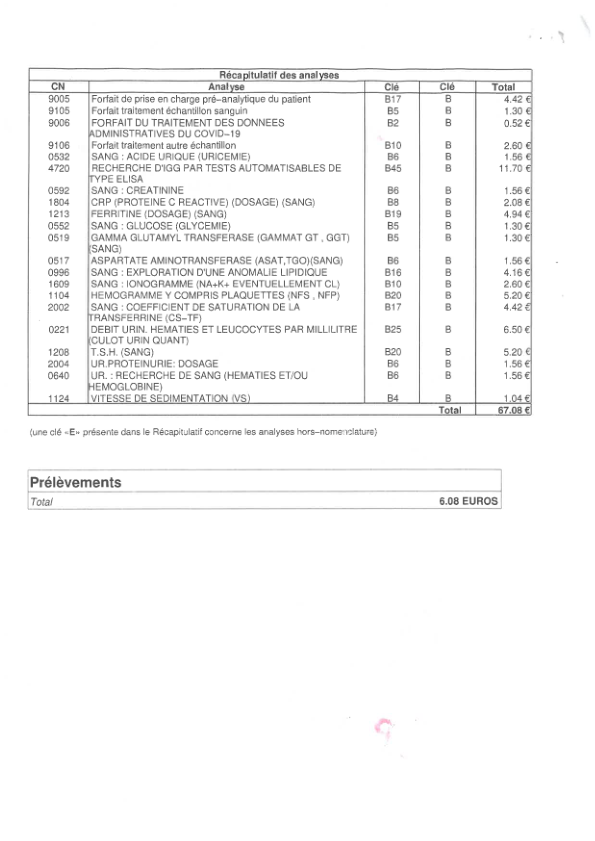 Récapitulatif des analyses
CN Analyse Clé Clé Total
9005 Forfait de prise en charge pré-analytique du patient B17 B 4.42 €
9105 Forfait traitement échantillon sanguin B5 B 1.30 €
9006 FORFAIT DU TRAITEMENT DES DONNEES B2 B 0.52 €
ADMINISTRATIVES DU COVID-19
9106 Forfait traitement autre échantillon B10 B 2.60 €
0532 SANG : ACIDE URIQUE (URICEMIE) B6 B 1.56 €
4720 RECHERCHE D'IGG PAR TESTS AUTOMATISABLES DE B45 B 11.70 €
TYPE ELISA
0592 SANG : CREATININE B6 B 1.56 €
1804 CRP (PROTEINE C REACTIVE) (DOSAGE) (SANG) B8 B 2.08 €
1213 FERRITINE (DOSAGE) (SANG) B19 B 4.94 €
0552 SANG : GLUCOSE (GLYCEMIE) B5 B 1.30 €
0519 GAMMA GLUTAMYL TRANSFERASE (GAMMAT GT , GGT) B5 B 1.30 €
(SANG)
0517 ASPARTATE AMINOTRANSFERASE (ASAT,TGO)(SANG) B6 B 1.56 €
0996 SANG : EXPLORATION D'UNE ANOMALIE LIPIDIQUE B16 B 4.16 €
1609 SANG : IONOGRAMME (NA+K+ EVENTUELLEMENT CL) B10 B 2.60 €
1104 HEMOGRAMME Y COMPRIS PLAQUETTES (NFS , NFP) B20 B 5.20 €
2002 SANG : COEFFICIENT DE SATURATION DE LA B17 B 4.42 €
TRANSFERRINE (CS-TF)
0221 DEBIT URIN. HEMATIES ET LEUCOCYTES PAR MILLILITRE B25 B 6.50 €
(CULOT URIN QUANT)
1208 T.S.H. (SANG) B20 B 5.20 €
2004 UR.PROTEINURIE: DOSAGE B6 B 1.56 €
0640 UR. : RECHERCHE DE SANG (HEMATIES ET/OU B6 B 1.56 €
HEMOGLOBINE)
1124 VITESSE DE SEDIMENTATION (VS) B4 B 1.04 €
Total 67.08 €
(une clé «E» présente dans le Récapitulatif concerne les analyses hors-nomenclature)
Prélèvements
Total 6.08 EUROS